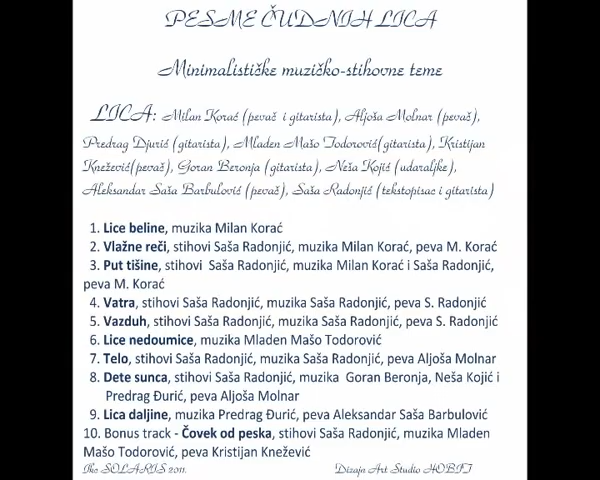 PESME ČUDNIH LICA
Minimalističke muzičko-stihovne teme
LICA: Milan Korać (pevač i gitarista), Aljoša Molnar (pevač),
Predrag Djurić (gitarista), Mladen Mašo Todorović(gitarista), Kristijan
Knežević(pevač), Goran Beronja (gitarista), Neša Kojić (udaraljke),
Aleksandar Saša Barbulović (pevač), Saša Radonjić (tekstopisac i gitarista)
1. Lice beline, muzika Milan Korać
2. Vlažne reči, stihovi Saša Radonjić, muzika Milan Korać, peva M. Korać
3. Put tišine, stihovi Saša Radonjić, muzika Milan Korać i Saša Radonjić,
peva M. Korać
4. Vatra, stihovi Saša Radonjić, muzika Saša Radonjić, peva S. Radonjić
5. Vazduh, stihovi Saša Radonjić, muzika Saša Radonjić, peva S. Radonjić
6. Lice nedoumice, muzika Mladen Mašo Todorović
7. Telo, stihovi Saša Radonjić, muzika Saša Radonjić, peva Aljoša Molnar
8. Dete sunca, stihovi Saša Radonjić, muzika Goran Beronja, Neša Kojić i
Predrag Đurić, peva Aljoša Molnar
9. Lica daljine, muzika Predrag Đurić, peva Aleksandar Saša Barbulović
10. Bonus track - Čovek od peska, stihovi Saša Radonjić, muzika Mladen
Mašo Todorović, peva Kristijan Knežević
Iko SOLARIS 2011. Dizajn Art Studio HOBIT